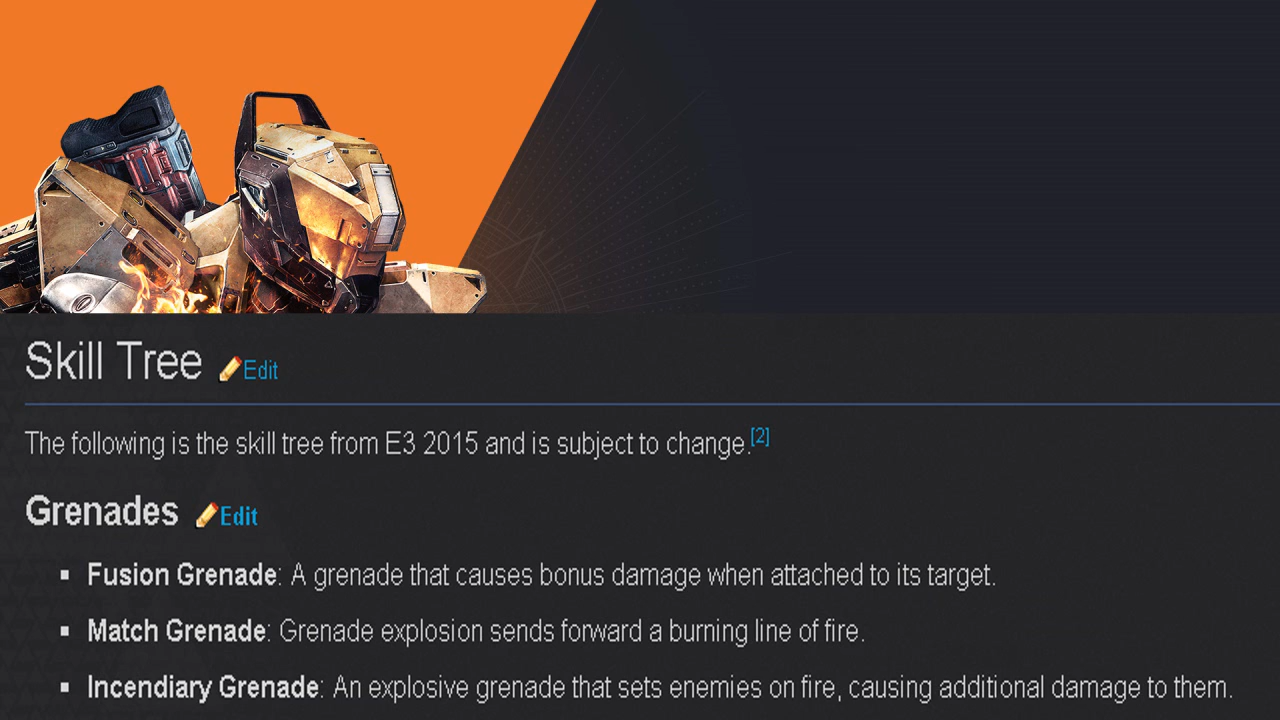 Skill Tree Edit
The following is the skill tree from E3 2015 and is subject to change.[2]
Grenades Edit
▪ Fusion Grenade: A grenade that causes bonus damage when attached to its target.
▪ Match Grenade: Grenade explosion sends forward a burning line of fire.
▪ Incendiary Grenade: An explosive grenade that sets enemies on fire, causing additional damage to them.